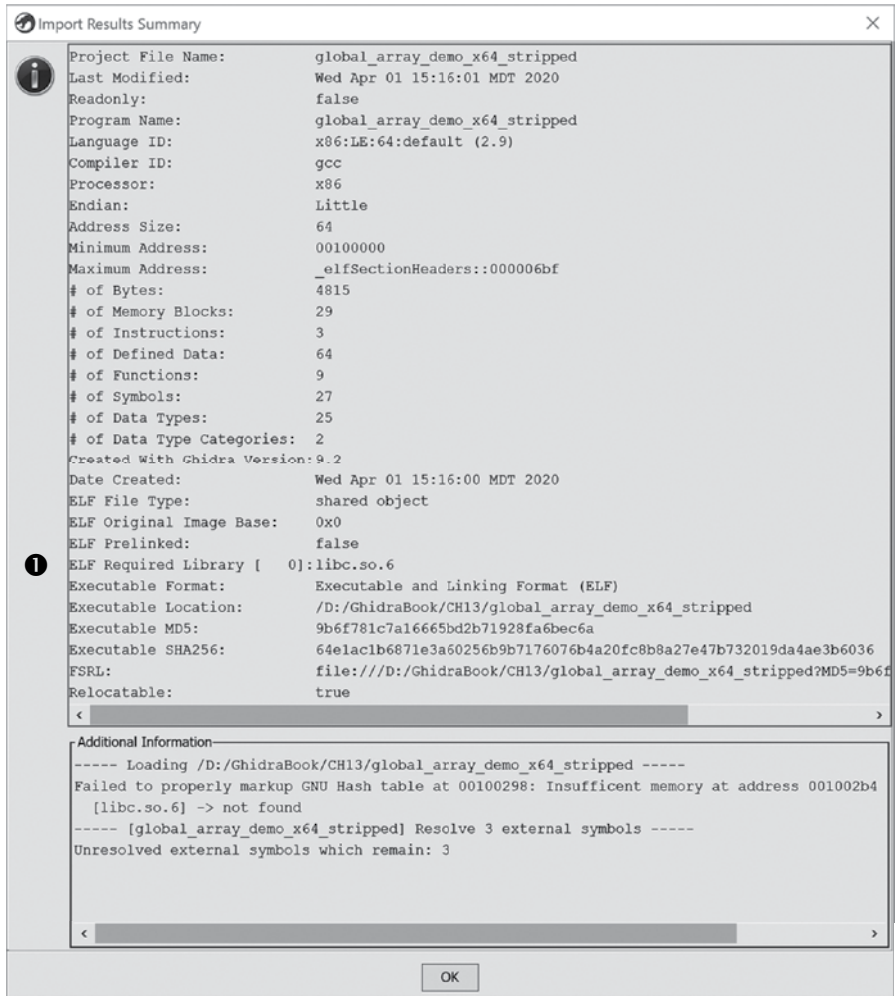 Import Results Summary
Project File Name: global_array_demo_x64_stripped
Last Modified: Wed Apr 01 15:16:01 MDT 2020
Readonly: false
Program Name: global_array_demo_x64_stripped
Language ID: x86:LE:64:default (2.9)
Compiler ID: gcc
Processor: x86
Endian: Little
Address Size: 64
Minimum Address: 00100000
Maximum Address: _elfSectionHeaders::000006bf
# of Bytes: 4815
# of Memory Blocks: 29
# of Instructions: 3
# of Defined Data: 64
# of Functions: 9
# of Symbols: 27
# of Data Types: 25
# of Data Type Categories: 2
Created With Ghidra Version:9.2
Date Created: Wed Apr 01 15:16:00 MDT 2020
ELF File Type: shared object
ELF Original Image Base: 0x0
ELF Prelinked: false
❶ ELF Required Library [ 0]:libc.so.6
Executable Format: Executable and Linking Format (ELF)
Executable Location: /D:/GhidraBook/CH13/global_array_demo_x64_stripped
Executable MD5: 9b6f781c7a16665bd2b71928fa6bec6a
Executable SHA256: 64e1ac1b6871e3a60256b9b7176076b4a20fc8b8a27e47b732019da4ae3b6036
FSRL: file:///D:/GhidraBook/CH13/global_array_demo_x64_stripped?MD5=9b6f
Relocatable: true
Additional Information
----- Loading /D:/GhidraBook/CH13/global_array_demo_x64_stripped -----
Failed to properly markup GNU Hash table at 00100298: Insufficent memory at address 001002b4
[libc.so.6] -> not found
----- [global_array_demo_x64_stripped] Resolve 3 external symbols -----
Unresolved external symbols which remain: 3
OK